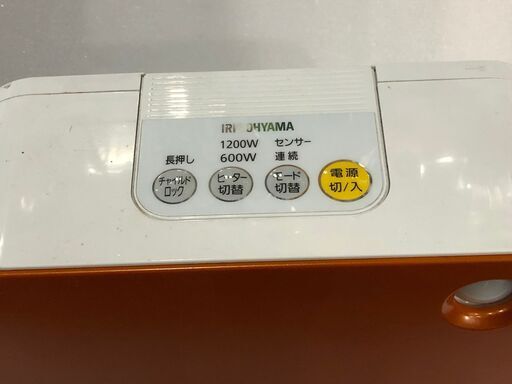 IRIS OHYAMA
1200W センサー
長押し 600W 連続
チャイルド ロック
ヒーター 切替
モード 切替
電源 切/入